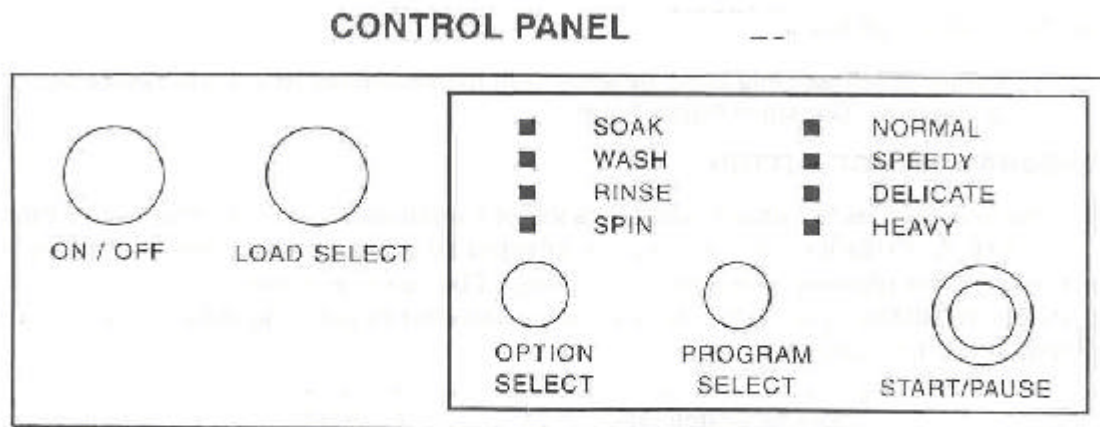 CONTROL PANEL
ON / OFF
LOAD SELECT
SOAK
WASH
RINSE
SPIN
NORMAL
SPEEDY
DELICATE
HEAVY
OPTION
SELECT
PROGRAM
SELECT
START/PAUSE